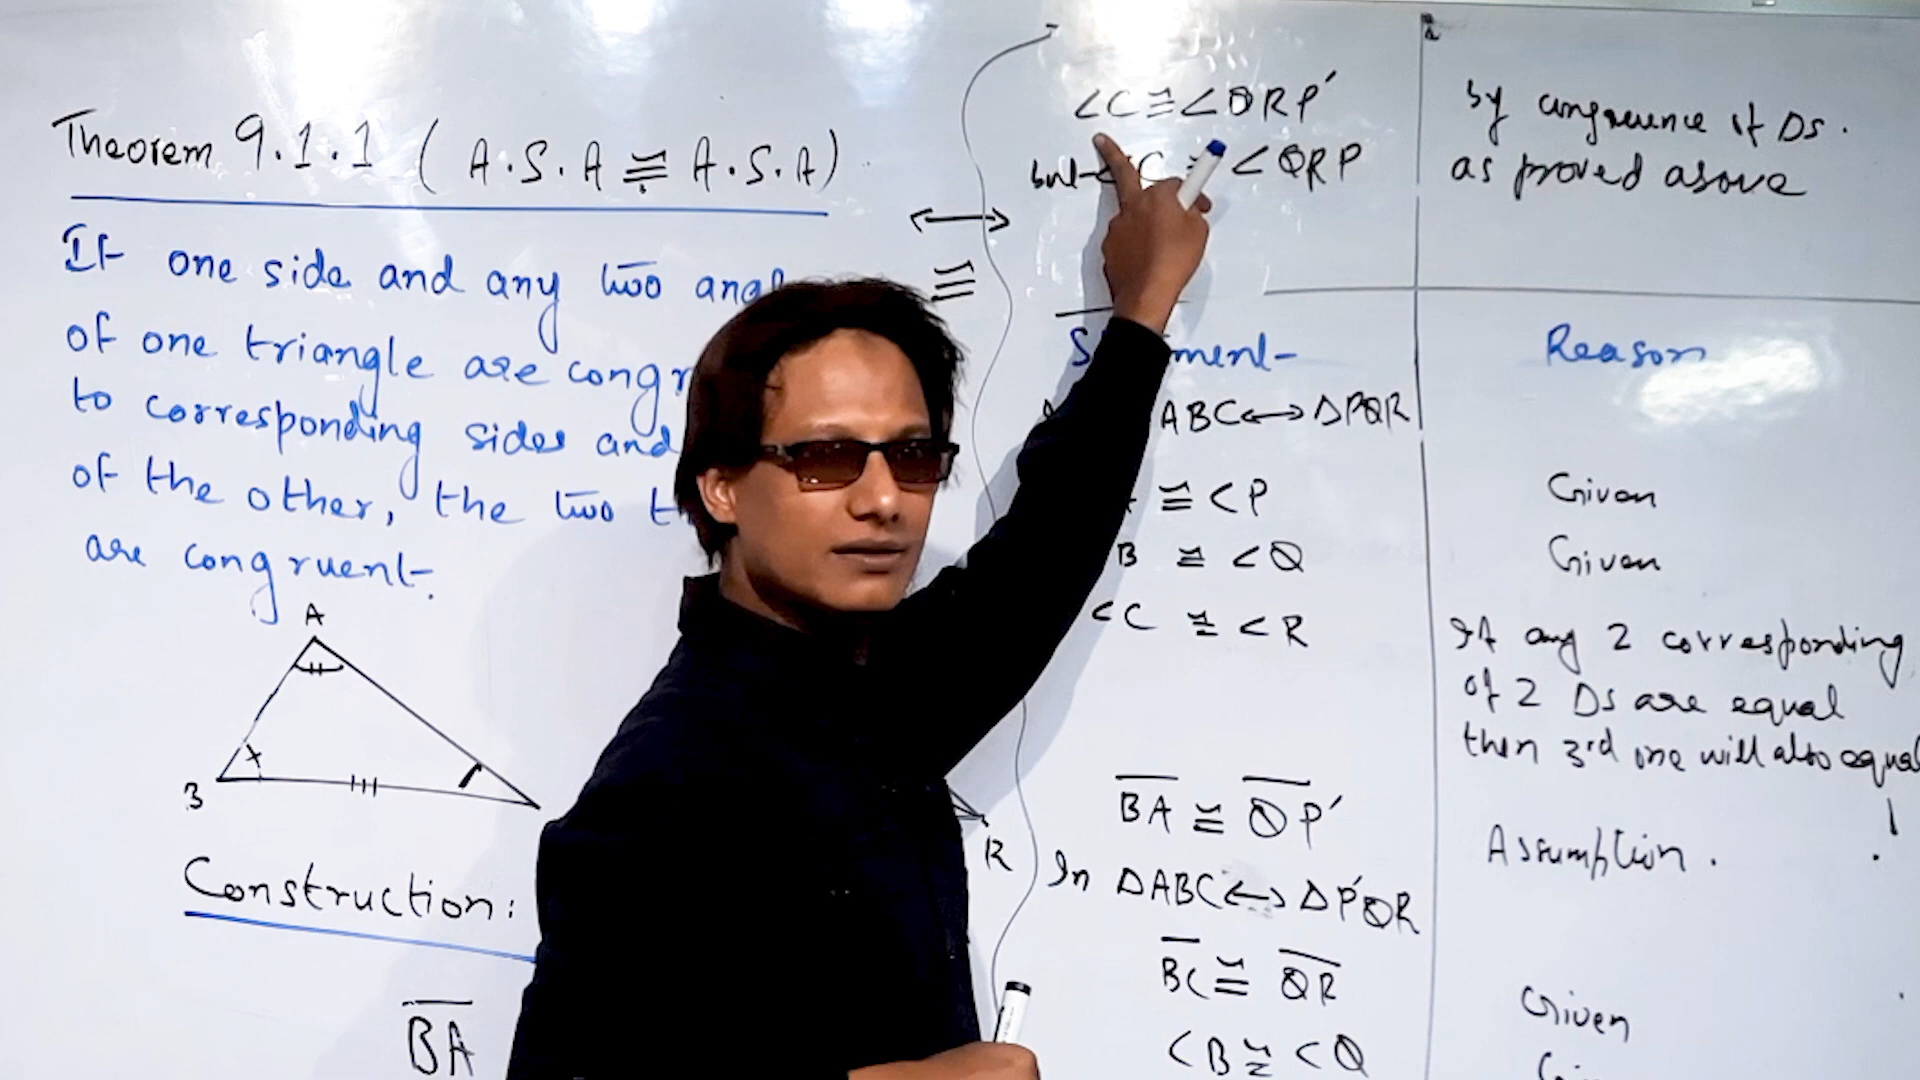 Theorem 9.1.1 ( A.S.A ≅ A.S.A)
If one side and any two
of one triangle are
to corresponding sides and
of the other, the two
are congruent.
A
B
R
Construction:
BA
↔
≅
<C ≅ <QRP′
but <C <QRP
by congruence of Δs.
as proved above
Reason
ABC ↔ ΔPQR
≅ <P
Given
B ≅ <Q
Given
<C ≅ <R
If any 2 corresponding
of 2 Δs are equal
then 3rd one will also equal
BA ≅ QP′
Assumption.
In ΔABC ↔ ΔP′QR
BC ≅ QR
Given
<B ≅ <Q